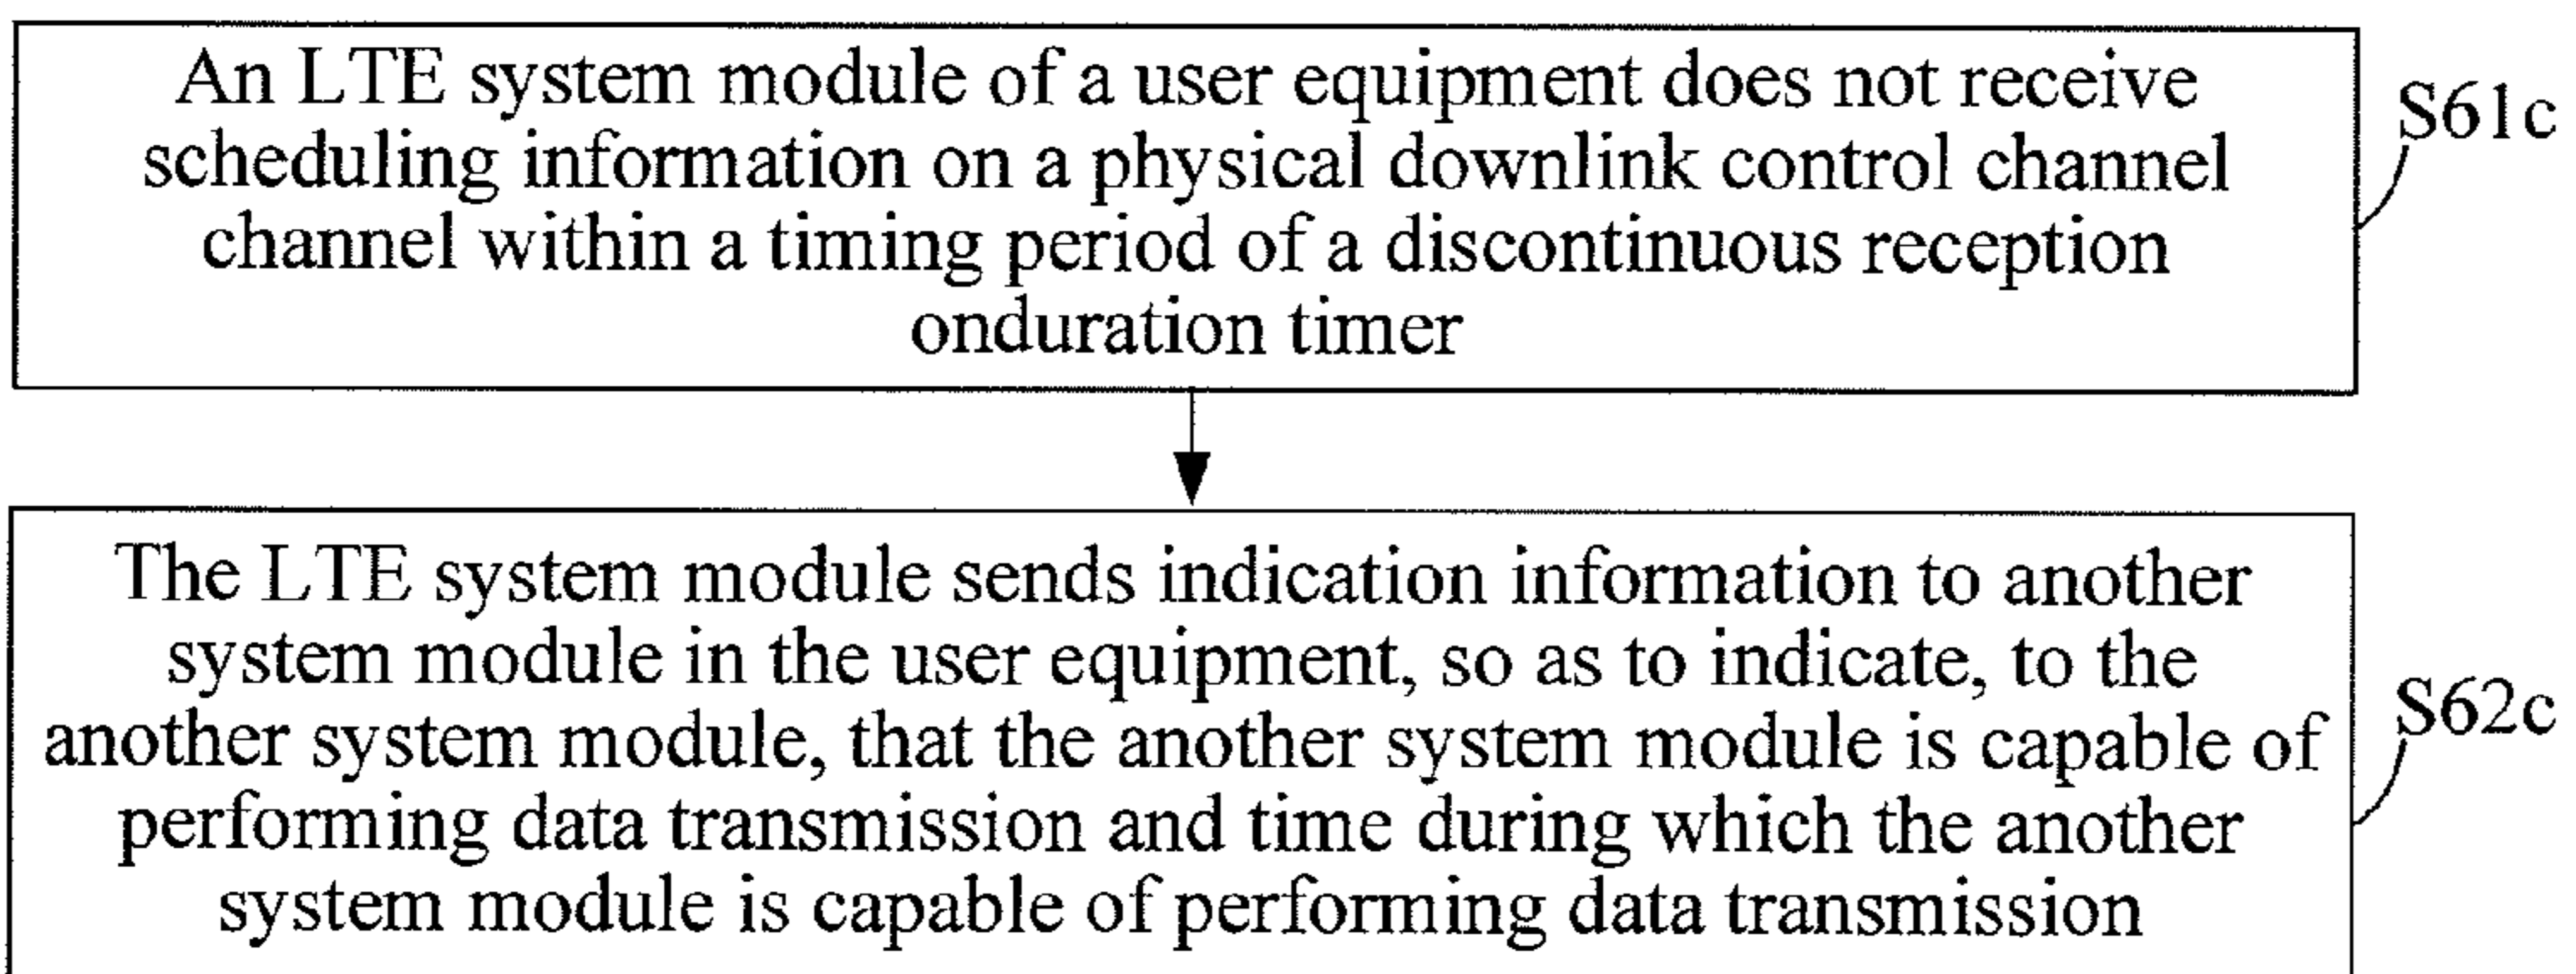 An LTE system module of a user equipment does not receive
scheduling information on a physical downlink control channel
channel within a timing period of a discontinuous reception
onduration timer
S61c
The LTE system module sends indication information to another
system module in the user equipment, so as to indicate, to the
another system module, that the another system module is capable of
performing data transmission and time during which the another
system module is capable of performing data transmission
S62c